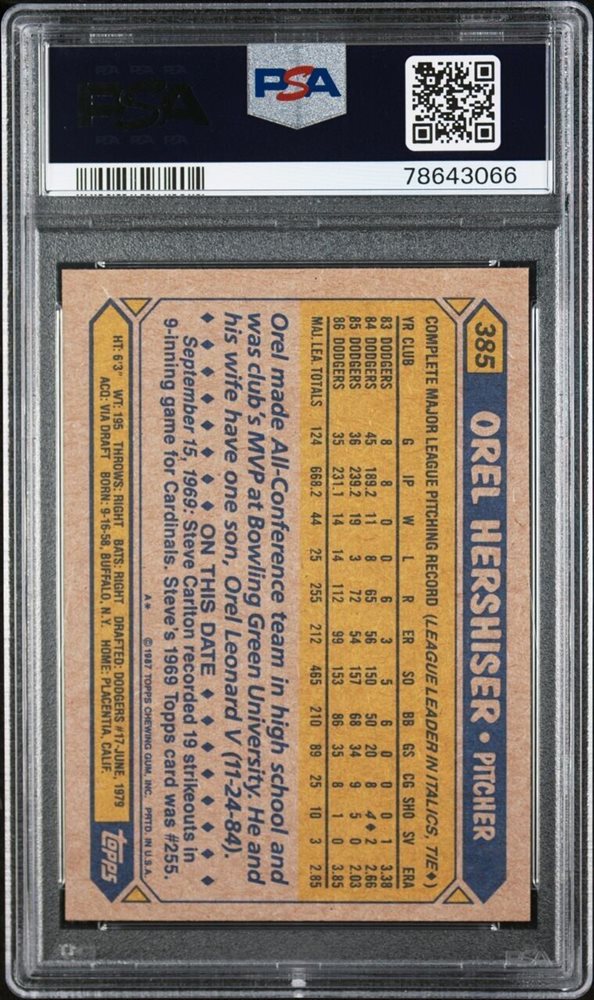 PSA
PSA
78643066
385 OREL HERSHISER • PITCHER
COMPLETE MAJOR LEAGUE PITCHING RECORD (LEAGUE LEADER IN ITALICS, TIE♦)
YR CLUB G IP W L R ER SO BB GS CG SHO SV ERA
83 DODGERS 8 8 0 0 6 3 5 6 0 0 0 1 3.38
84 DODGERS 45 189.2 11 8 65 56 150 50 20 8 4♦ 2 2.66
85 DODGERS 36 239.2 19 3 72 54 157 68 34 9 5 0 2.03
86 DODGERS 35 231.1 14 14 112 99 153 86 35 8 1 0 3.85
MAJ. LEA. TOTALS 124 668.2 44 25 255 212 465 210 89 25 10 3 2.85
Orel made All-Conference team in high school and
was club's MVP at Bowling Green University. He and
his wife have one son, Orel Leonard V (11-24-84).
♦ ♦ ♦ ♦ ♦ ♦ ON THIS DATE ♦ ♦ ♦ ♦ ♦ ♦
September 15, 1969: Steve Carlton recorded 19 strikeouts in
9-inning game for Cardinals. Steve's 1969 Topps card was #255.
A* ©1987 TOPPS CHEWING GUM, INC. PRTD. IN U.S.A.
HT: 6'3" WT: 195 THROWS: RIGHT BATS: RIGHT DRAFTED: DODGERS #17-JUNE, 1979
ACQ: VIA DRAFT BORN: 9-16-58, BUFFALO, N.Y. HOME: PLACENTIA, CALIF.
topps